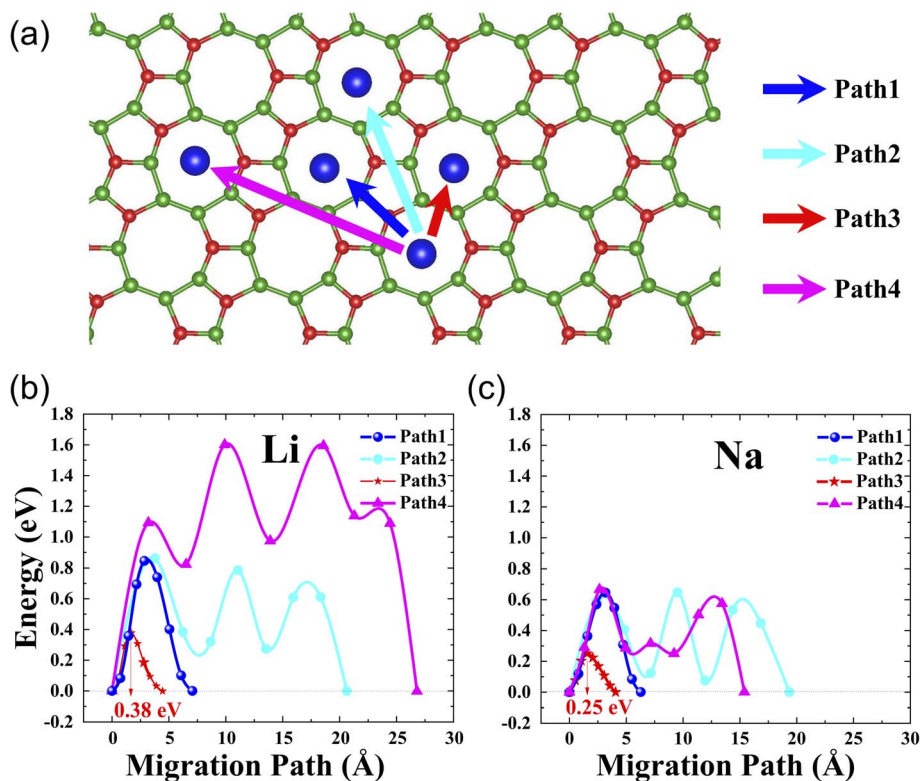 (a)
Path1
Path2
Path3
Path4
(b)
Li
Path1
Path2
Path3
Path4
1.8
1.6
1.4
1.2
1.0
0.8
0.6
0.4
0.2
0.0
-0.2
0.38 eV
0 5 10 15 20 25 30
Energy (eV)
Migration Path (Å)
(c)
Na
Path1
Path2
Path3
Path4
1.8
1.6
1.4
1.2
1.0
0.8
0.6
0.4
0.2
0.0
-0.2
0.25 eV
0 5 10 15 20 25 30
Migration Path (Å)